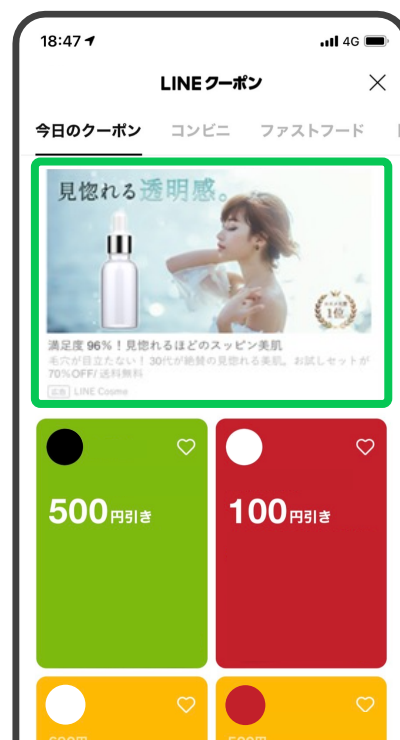 18:47
4G
LINEクーポン
今日のクーポン コンビニ ファストフード
見惚れる透明感。
1位
満足度 96%！見惚れるほどのスッピン美肌
毛穴が目立たない！ 30代が絶賛の見惚れる美肌。お試しセットが
70%OFF/ 送料無料
広告 LINE Cosme
500円引き
100円引き